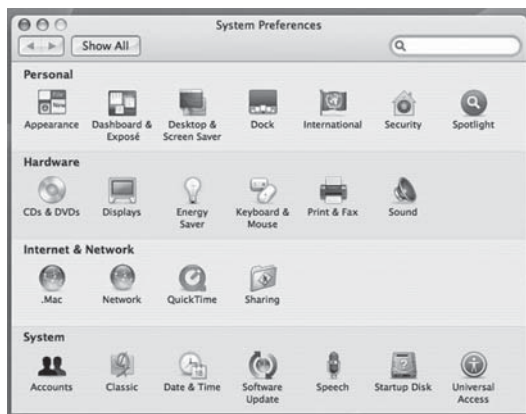 System Preferences
Show All
Personal
Appearance Dashboard & Exposé Desktop & Screen Saver Dock International Security Spotlight
Hardware
CDs & DVDs Displays Energy Saver Keyboard & Mouse Print & Fax Sound
Internet & Network
.Mac Network QuickTime Sharing
System
Accounts Classic Date & Time Software Update Speech Startup Disk Universal Access